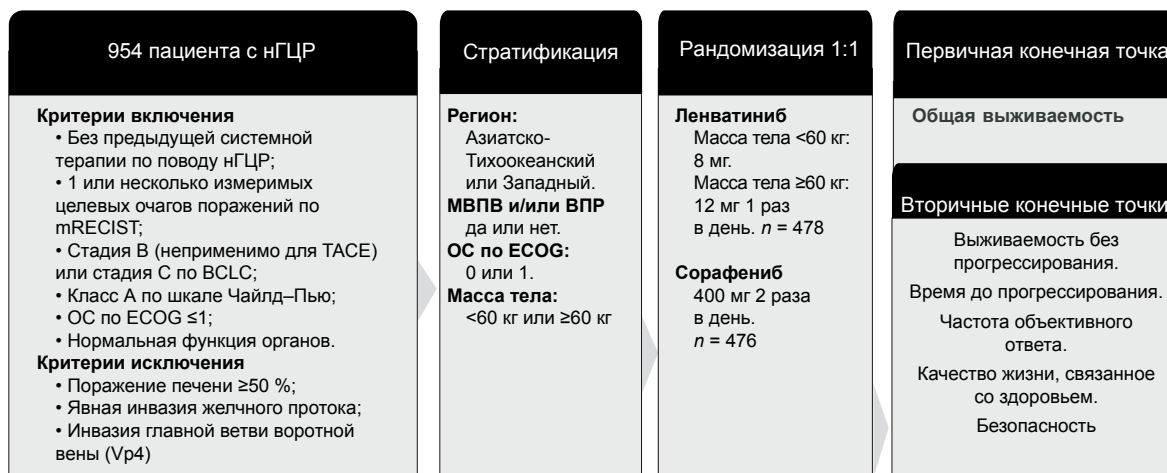 954 пациента с нГЦР
Критерии включения
• Без предыдущей системной
терапии по поводу нГЦР;
• 1 или несколько измеримых
целевых очагов поражений по
mRECIST;
• Стадия B (неприменимо для TACE)
или стадия C по BCLC;
• Класс A по шкале Чайлд–Пью;
• ОС по ECOG ≤1;
• Нормальная функция органов.
Критерии исключения
• Поражение печени ≥50 %;
• Явная инвазия желчного протока;
• Инвазия главной ветви воротной
вены (Vp4)
Стратификация
Регион:
Азиатско-
Тихоокеанский
или Западный.
МВПВ и/или ВПР
да или нет.
ОС по ECOG:
0 или 1.
Масса тела:
<60 кг или ≥60 кг
Рандомизация 1:1
Ленватиниб
Масса тела <60 кг:
8 мг.
Масса тела ≥60 кг:
12 мг 1 раз
в день. n = 478
Сорафениб
400 мг 2 раза
в день.
n = 476
Первичная конечная точка
Общая выживаемость
Вторичные конечные точки
Выживаемость без
прогрессирования.
Время до прогрессирования.
Частота объективного
ответа.
Качество жизни, связанное
со здоровьем.
Безопасность